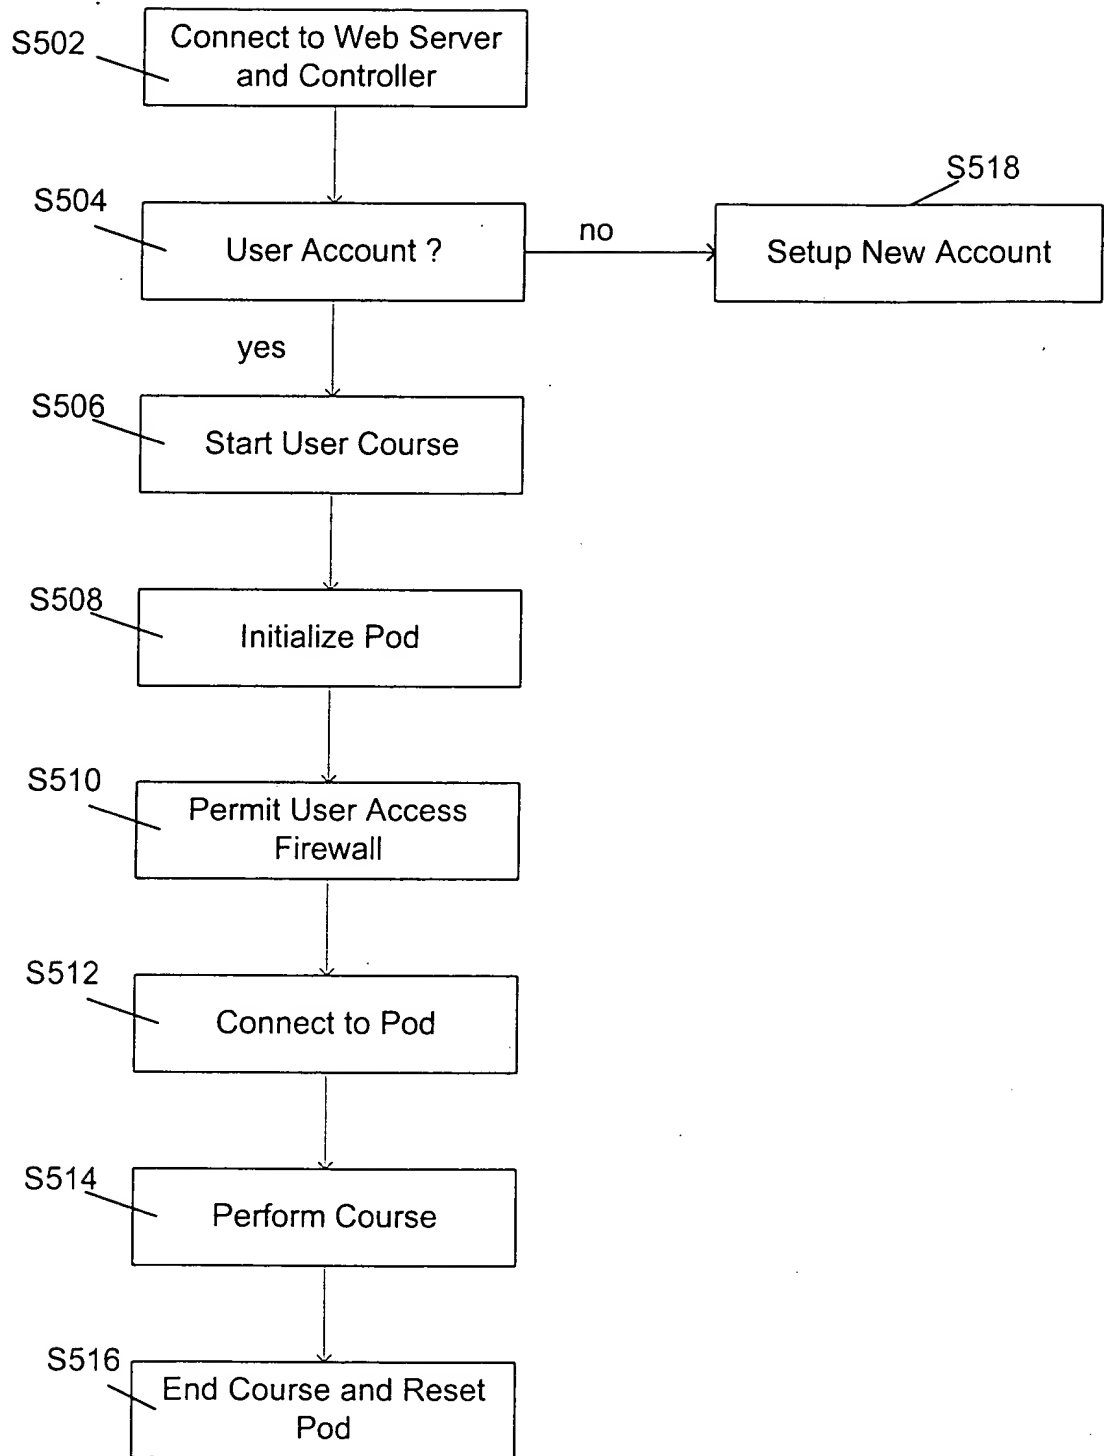 S502
Connect to Web Server
and Controller
S504
User Account ?
no
S518
Setup New Account
yes
S506
Start User Course
S508
Initialize Pod
S510
Permit User Access
Firewall
S512
Connect to Pod
S514
Perform Course
S516
End Course and Reset
Pod